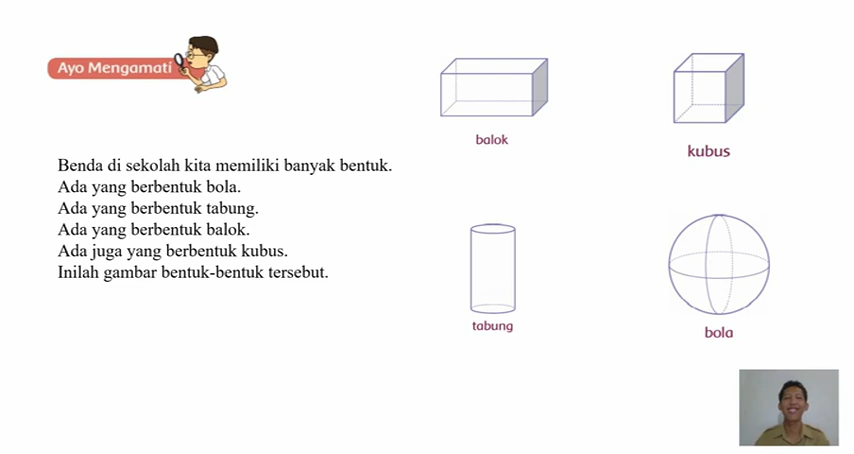 Ayo Mengamati
Benda di sekolah kita memiliki banyak bentuk.
Ada yang berbentuk bola.
Ada yang berbentuk tabung.
Ada yang berbentuk balok.
Ada juga yang berbentuk kubus.
Inilah gambar bentuk-bentuk tersebut.
balok
kubus
tabung
bola